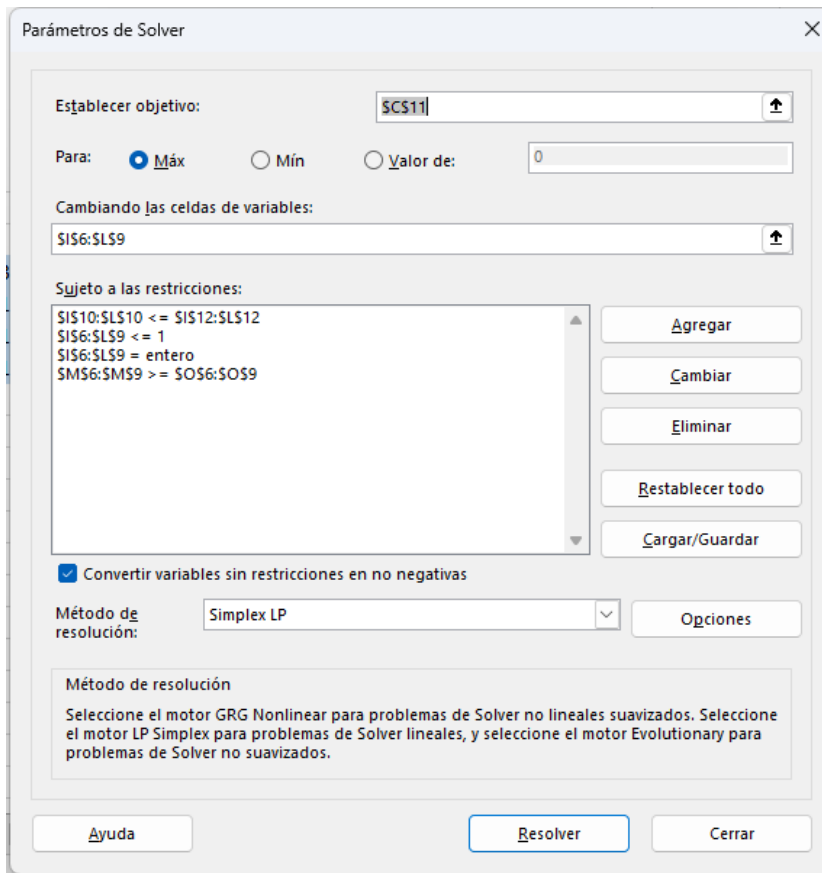 Parámetros de Solver
Establecer objetivo: $C$11
Para: Máx Mín Valor de: 0
Cambiando las celdas de variables:
$I$6:$L$9
Sujeto a las restricciones:
$I$10:$L$10 <= $I$12:$L$12
$I$6:$L$9 <= 1
$I$6:$L$9 = entero
$M$6:$M$9 >= $O$6:$O$9
Agregar
Cambiar
Eliminar
Restablecer todo
Cargar/Guardar
Convertir variables sin restricciones en no negativas
Método de
resolución:
Simplex LP
Opciones
Método de resolución
Seleccione el motor GRG Nonlinear para problemas de Solver no lineales suavizados. Seleccione
el motor LP Simplex para problemas de Solver lineales, y seleccione el motor Evolutionary para
problemas de Solver no suavizados.
Ayuda Resolver Cerrar